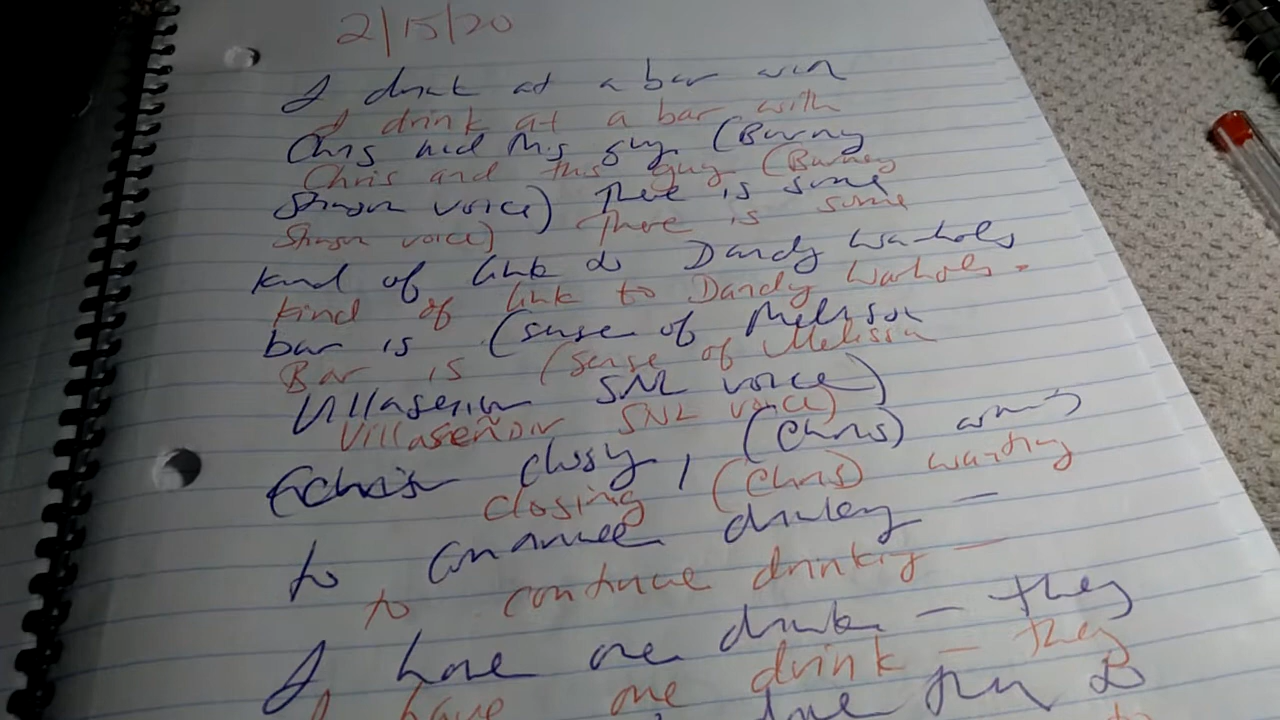 2/15/20
I drink at a bar with
I drink at a bar with
Chris and this guy (Barney
Chris and this guy (Barney
Stinson voice) There is some
Stinson voice) There is some
kind of link to Dandy Warhols
kind of link to Dandy Warhols.
bar is (sense of Melissa
Bar is (sense of Melissa
Villaseñor SNL voice)
Villaseñor SNL voice)
closing, (Chris) wanting
closing (Chris) wanting
to continue drinking –
to continue drinking –
I have one drink – they
I have one drink – they